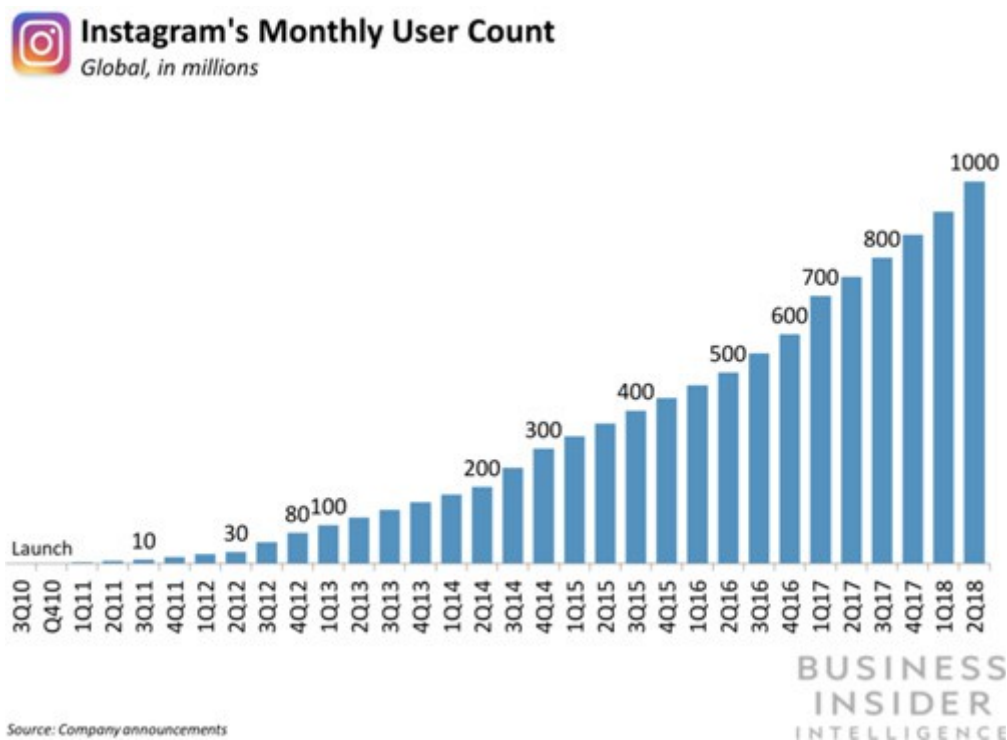 Instagram's Monthly User Count
Global, in millions
1000
800
700
600
500
400
300
200
80 100
30
10
Launch
3Q10 Q410 1Q11 2Q11 3Q11 4Q11 1Q12 2Q12 3Q12 4Q12 1Q13 2Q13 3Q13 4Q13 1Q14 2Q14 3Q14 4Q14 1Q15 2Q15 3Q15 4Q15 1Q16 2Q16 3Q16 4Q16 1Q17 2Q17 3Q17 4Q17 1Q18 2Q18
BUSINESS
INSIDER
INTELLIGENCE
Source: Company announcements